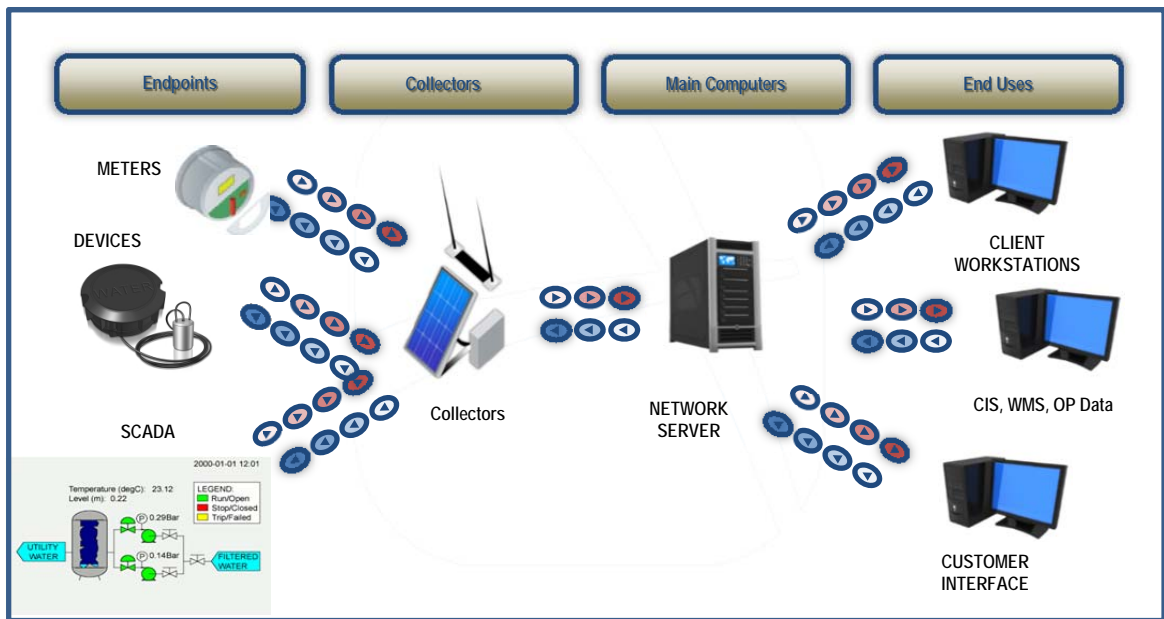 Endpoints
Collectors
Main Computers
End Uses
METERS
DEVICES
WATER
SCADA
Collectors
NETWORK
SERVER
CLIENT
WORKSTATIONS
CIS, WMS, OP Data
CUSTOMER
INTERFACE
2000-01-01 12:01
Temperature (degC): 23.12
Level (m): 0.22
LEGEND:
Run/Open
Stop/Closed
Trip/Failed
P 0.29Bar
P 0.14Bar
UTILITY
WATER
FILTERED
WATER